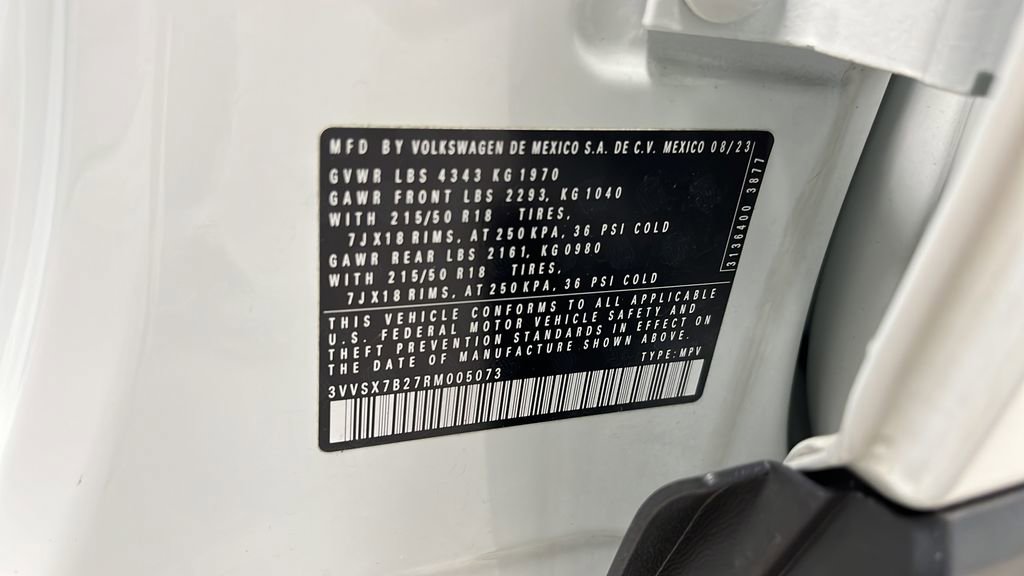 MFD BY VOLKSWAGEN DE MEXICO S.A. DE C.V. MEXICO 08/23
GVWR LBS 4343 KG 1970
GAWR FRONT LBS 2293, KG 1040
WITH 215/50 R18 TIRES,
7JX18 RIMS, AT 250 KPA, 36 PSI COLD
GAWR REAR LBS 2161, KG 0980
WITH 215/50 R18 TIRES,
7JX18 RIMS, AT 250 KPA, 36 PSI COLD
3136400 3877
THIS VEHICLE CONFORMS TO ALL APPLICABLE
U.S. FEDERAL MOTOR VEHICLE SAFETY AND
THEFT PREVENTION STANDARDS IN EFFECT ON
THE DATE OF MANUFACTURE SHOWN ABOVE.
3VVSX7B27RM005073 TYPE: MPV